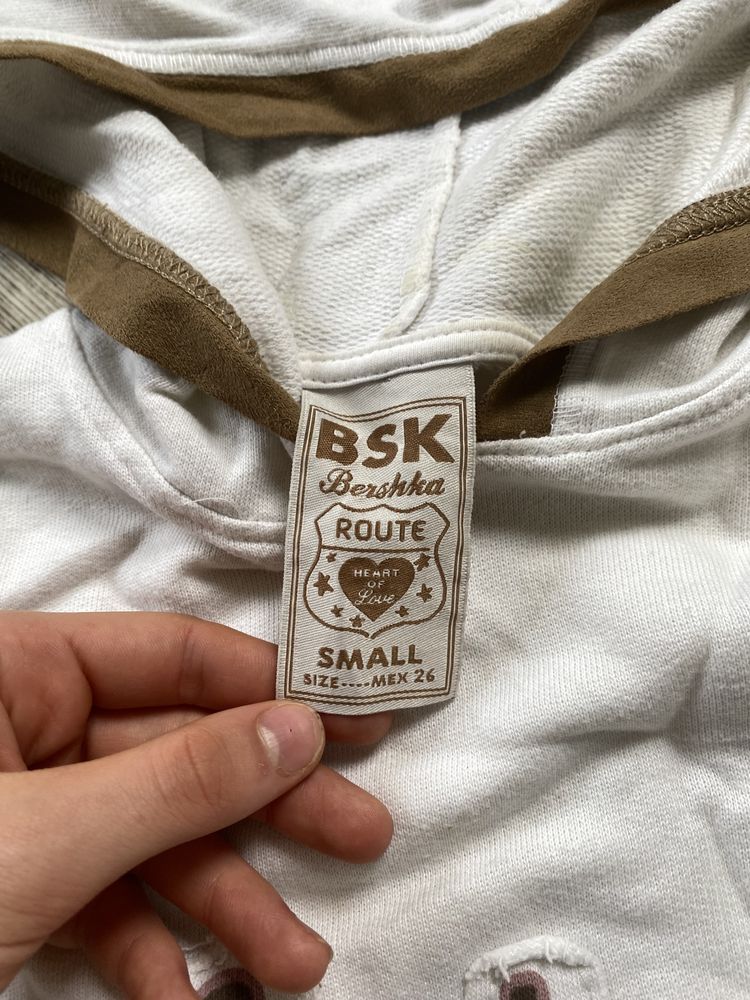 BSK
Bershka
ROUTE
HEART
OF
Love
SMALL
SIZE----MEX 26